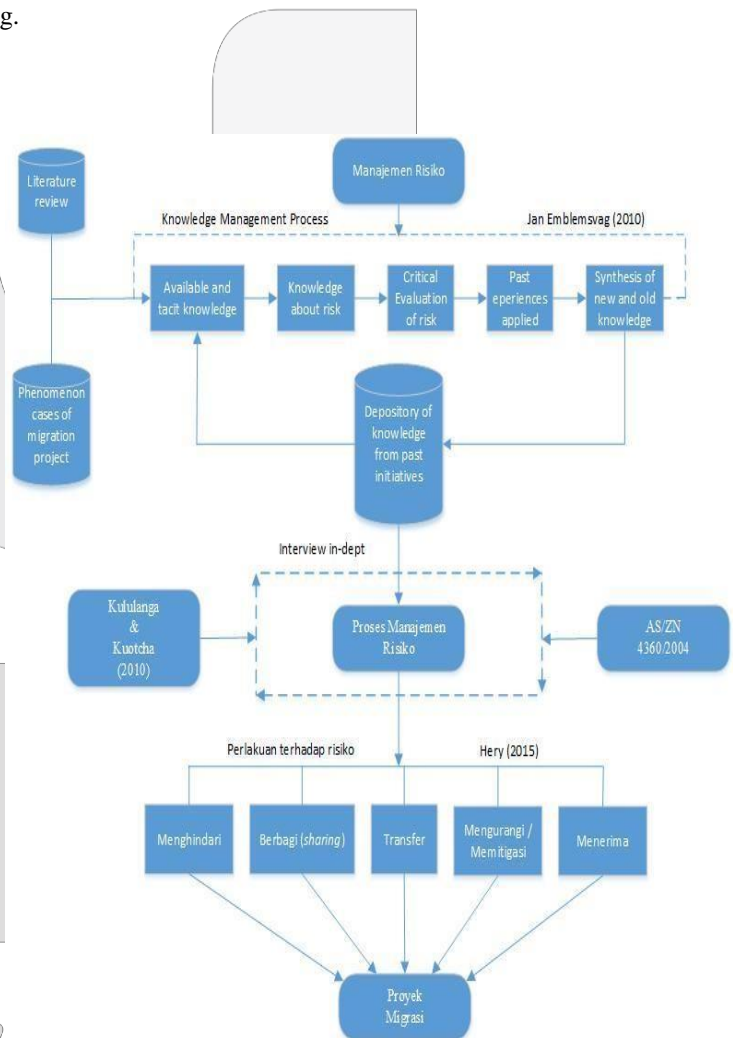 g.
Literature
review
Manajemen Risiko
Knowledge Management Process
Jan Emblemsvag (2010)
Available and
tacit knowledge
Knowledge
about risk
Critical
Evaluation
of risk
Past
eperiences
applied
Synthesis of
new and old
knowledge
Phenomenon
cases of
migration
project
Depository of
knowledge
from past
initiatives
Interview in-dept
Kululanga
&
Kuotcha
(2010)
Proses Manajemen
Risiko
AS/ZN
4360/2004
Perlakuan terhadap risiko
Hery (2015)
Menghindari
Berbagi (sharing)
Transfer
Mengurangi /
Memitigasi
Menerima
Proyek
Migrasi